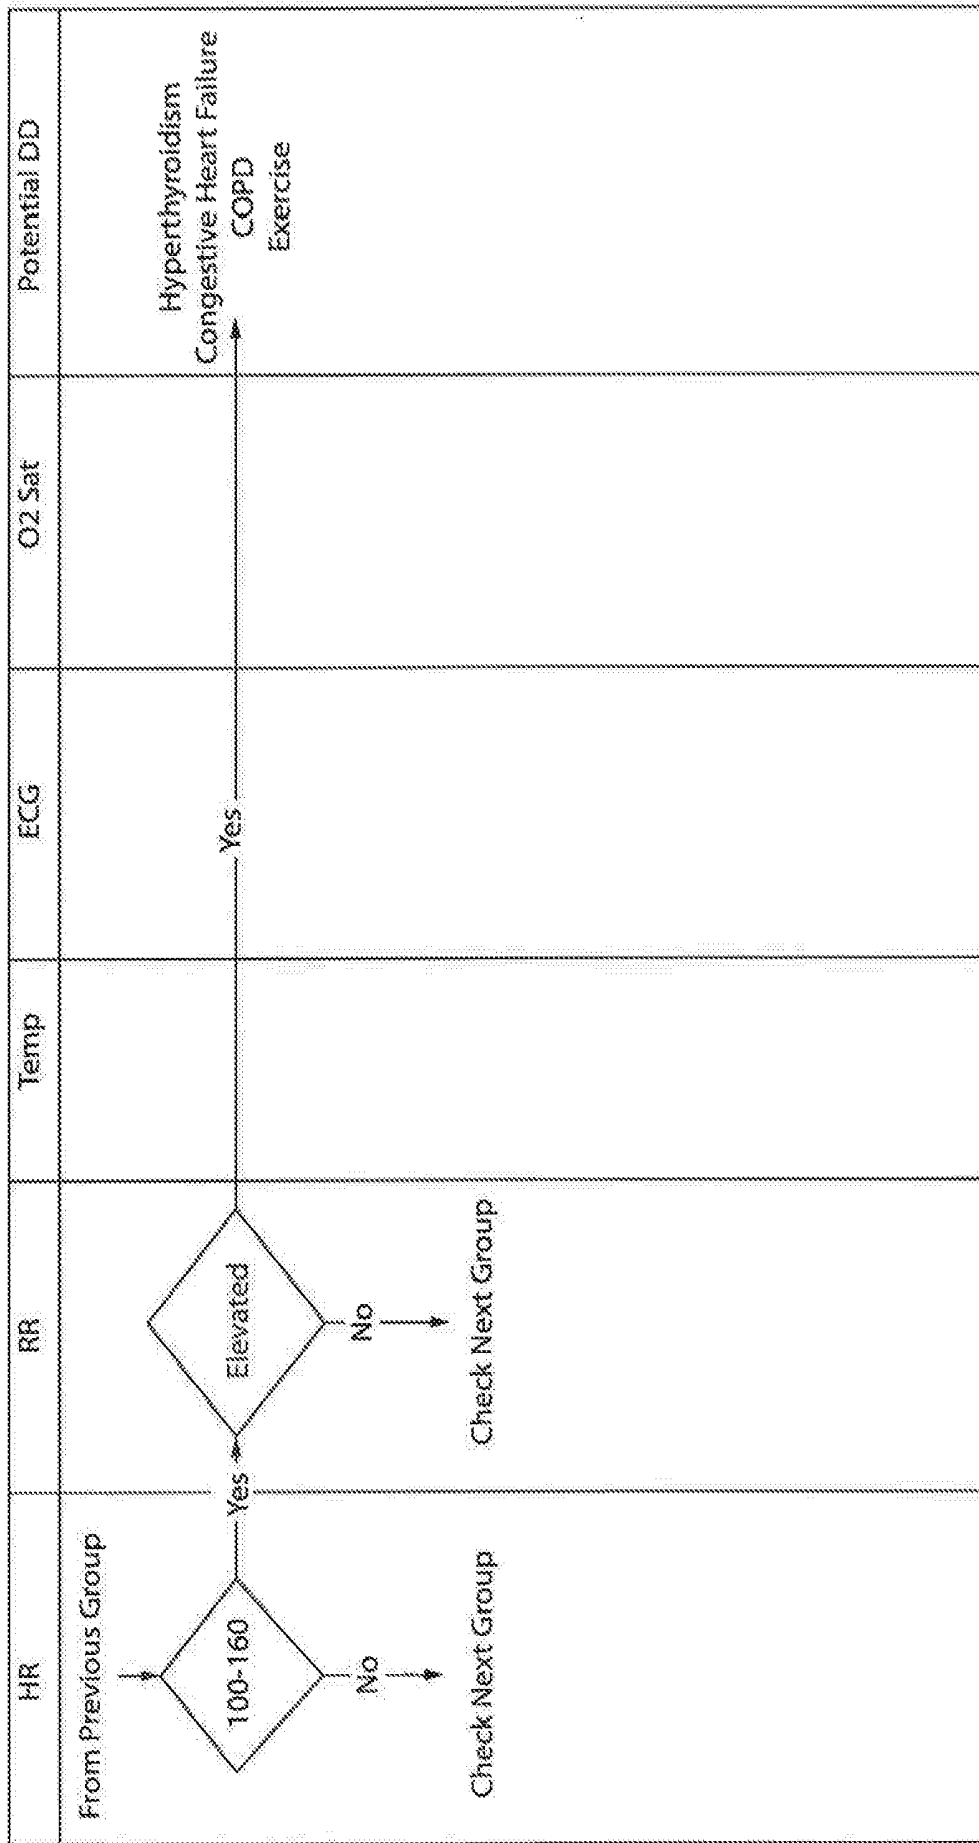 HR
RR
Temp
ECG
O2 Sat
Potential DD
From Previous Group
100-160
Yes
Elevated
Yes
Hyperthyroidism
Congestive Heart Failure
COPD
Exercise
No
No
Check Next Group
Check Next Group